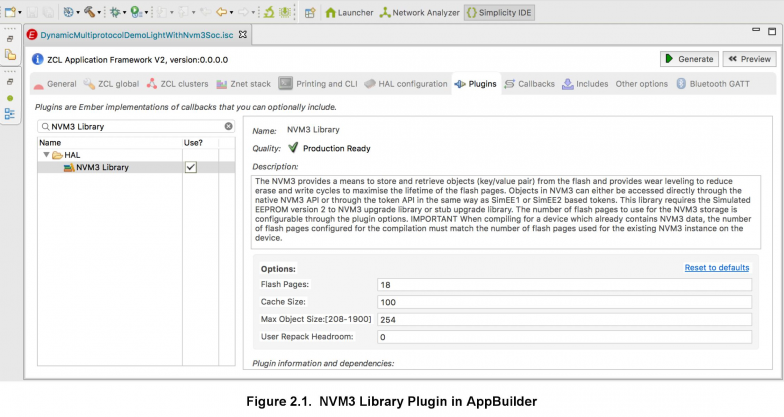 Launcher Network Analyzer {} Simplicity IDE
DynamicMultiprotocolDemoLightWithNvm3Soc.isc
ZCL Application Framework V2, version:0.0.0.0
Generate
Preview
General ZCL global ZCL clusters Znet stack Printing and CLI HAL configuration Plugins Callbacks Includes Other options Bluetooth GATT
Plugins are Ember implementations of callbacks that you can optionally include.
NVM3 Library
Name Use?
HAL
NVM3 Library
Name: NVM3 Library
Quality: Production Ready
Description:
The NVM3 provides a means to store and retrieve objects (key/value pair) from the flash and provides wear leveling to reduce
erase and write cycles to maximise the lifetime of the flash pages. Objects in NVM3 can either be accessed directly through the
native NVM3 API or through the token API in the same way as SimEE1 or SimEE2 based tokens. This library requires the Simulated
EEPROM version 2 to NVM3 upgrade library or stub upgrade library. The number of flash pages to use for the NVM3 storage is
configurable through the plugin options. IMPORTANT When compiling for a device which already contains NVM3 data, the number
of flash pages configured for the compilation must match the number of flash pages used for the existing NVM3 instance on the
device.
Options:
Reset to defaults
Flash Pages: 18
Cache Size: 100
Max Object Size:[208-1900] 254
User Repack Headroom: 0
Plugin information and dependencies:
Figure 2.1. NVM3 Library Plugin in AppBuilder